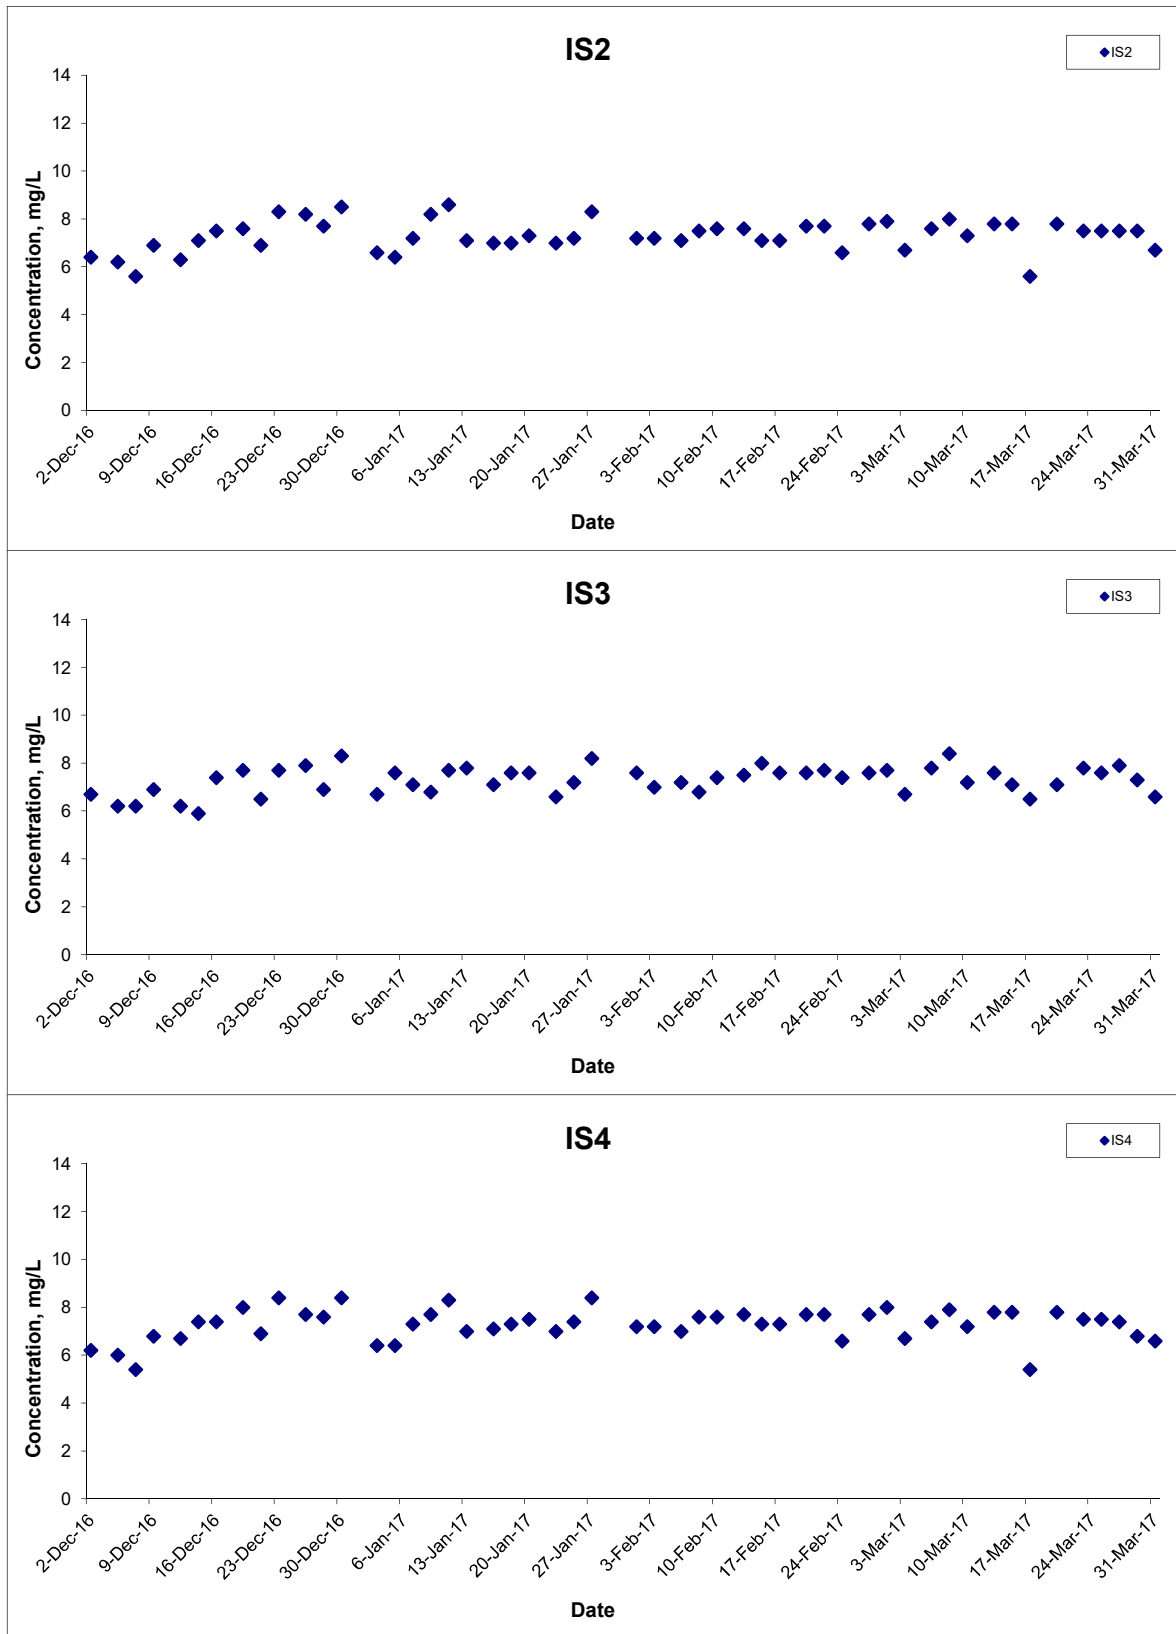 IS2
IS2
14
12
10
8
6
4
2
0
Concentration, mg/L
2-Dec-16
9-Dec-16
16-Dec-16
23-Dec-16
30-Dec-16
6-Jan-17
13-Jan-17
20-Jan-17
27-Jan-17
3-Feb-17
10-Feb-17
17-Feb-17
24-Feb-17
3-Mar-17
10-Mar-17
17-Mar-17
24-Mar-17
31-Mar-17
Date
IS3
IS3
14
12
10
8
6
4
2
0
Concentration, mg/L
2-Dec-16
9-Dec-16
16-Dec-16
23-Dec-16
30-Dec-16
6-Jan-17
13-Jan-17
20-Jan-17
27-Jan-17
3-Feb-17
10-Feb-17
17-Feb-17
24-Feb-17
3-Mar-17
10-Mar-17
17-Mar-17
24-Mar-17
31-Mar-17
Date
IS4
IS4
14
12
10
8
6
4
2
0
Concentration, mg/L
2-Dec-16
9-Dec-16
16-Dec-16
23-Dec-16
30-Dec-16
6-Jan-17
13-Jan-17
20-Jan-17
27-Jan-17
3-Feb-17
10-Feb-17
17-Feb-17
24-Feb-17
3-Mar-17
10-Mar-17
17-Mar-17
24-Mar-17
31-Mar-17
Date